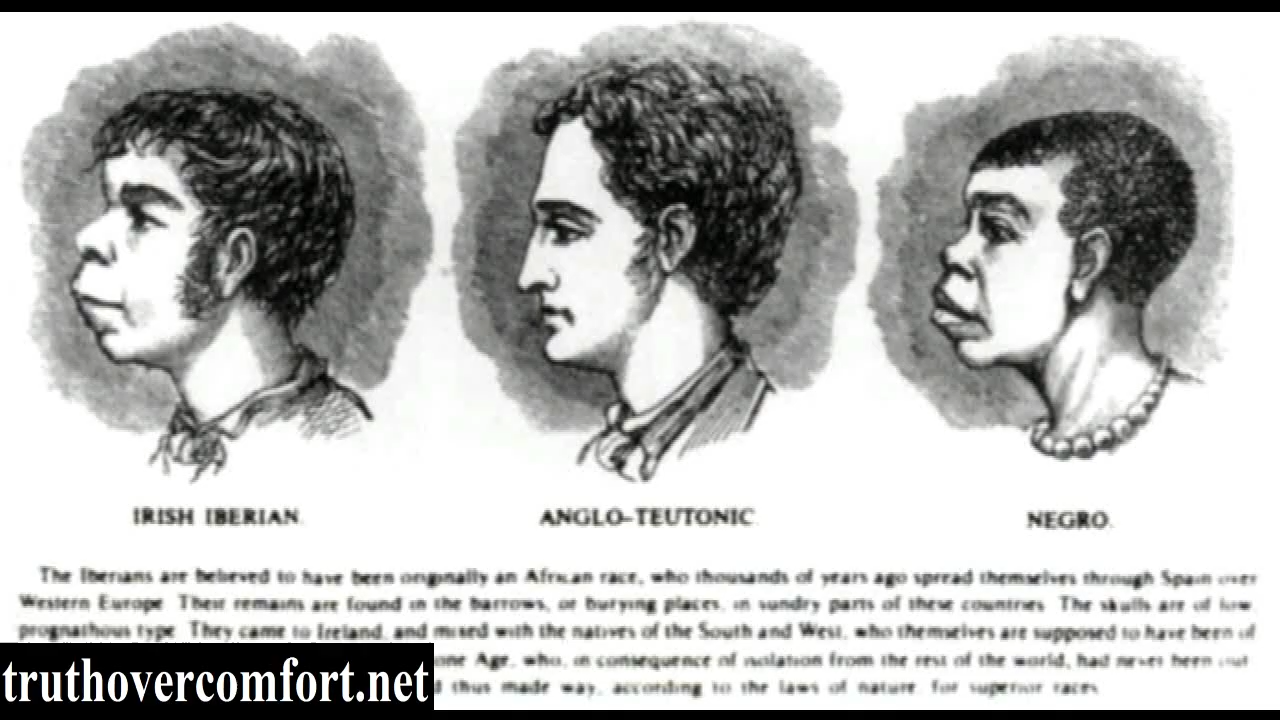 IRISH IBERIAN.
ANGLO-TEUTONIC.
NEGRO.
The Iberians are believed to have been originally an African race, who thousands of years ago spread themselves through Spain over
Western Europe. Their remains are found in the barrows, or burying places, in sundry parts of these countries. The skulls are of low,
prognathous type. They came to Ireland, and mixed with the natives of the South and West, who themselves are supposed to have been of
one Age, who, in consequence of isolation from the rest of the world, had never been out-
thus made way, according to the laws of nature, for superior races.
truthovercomfort.net